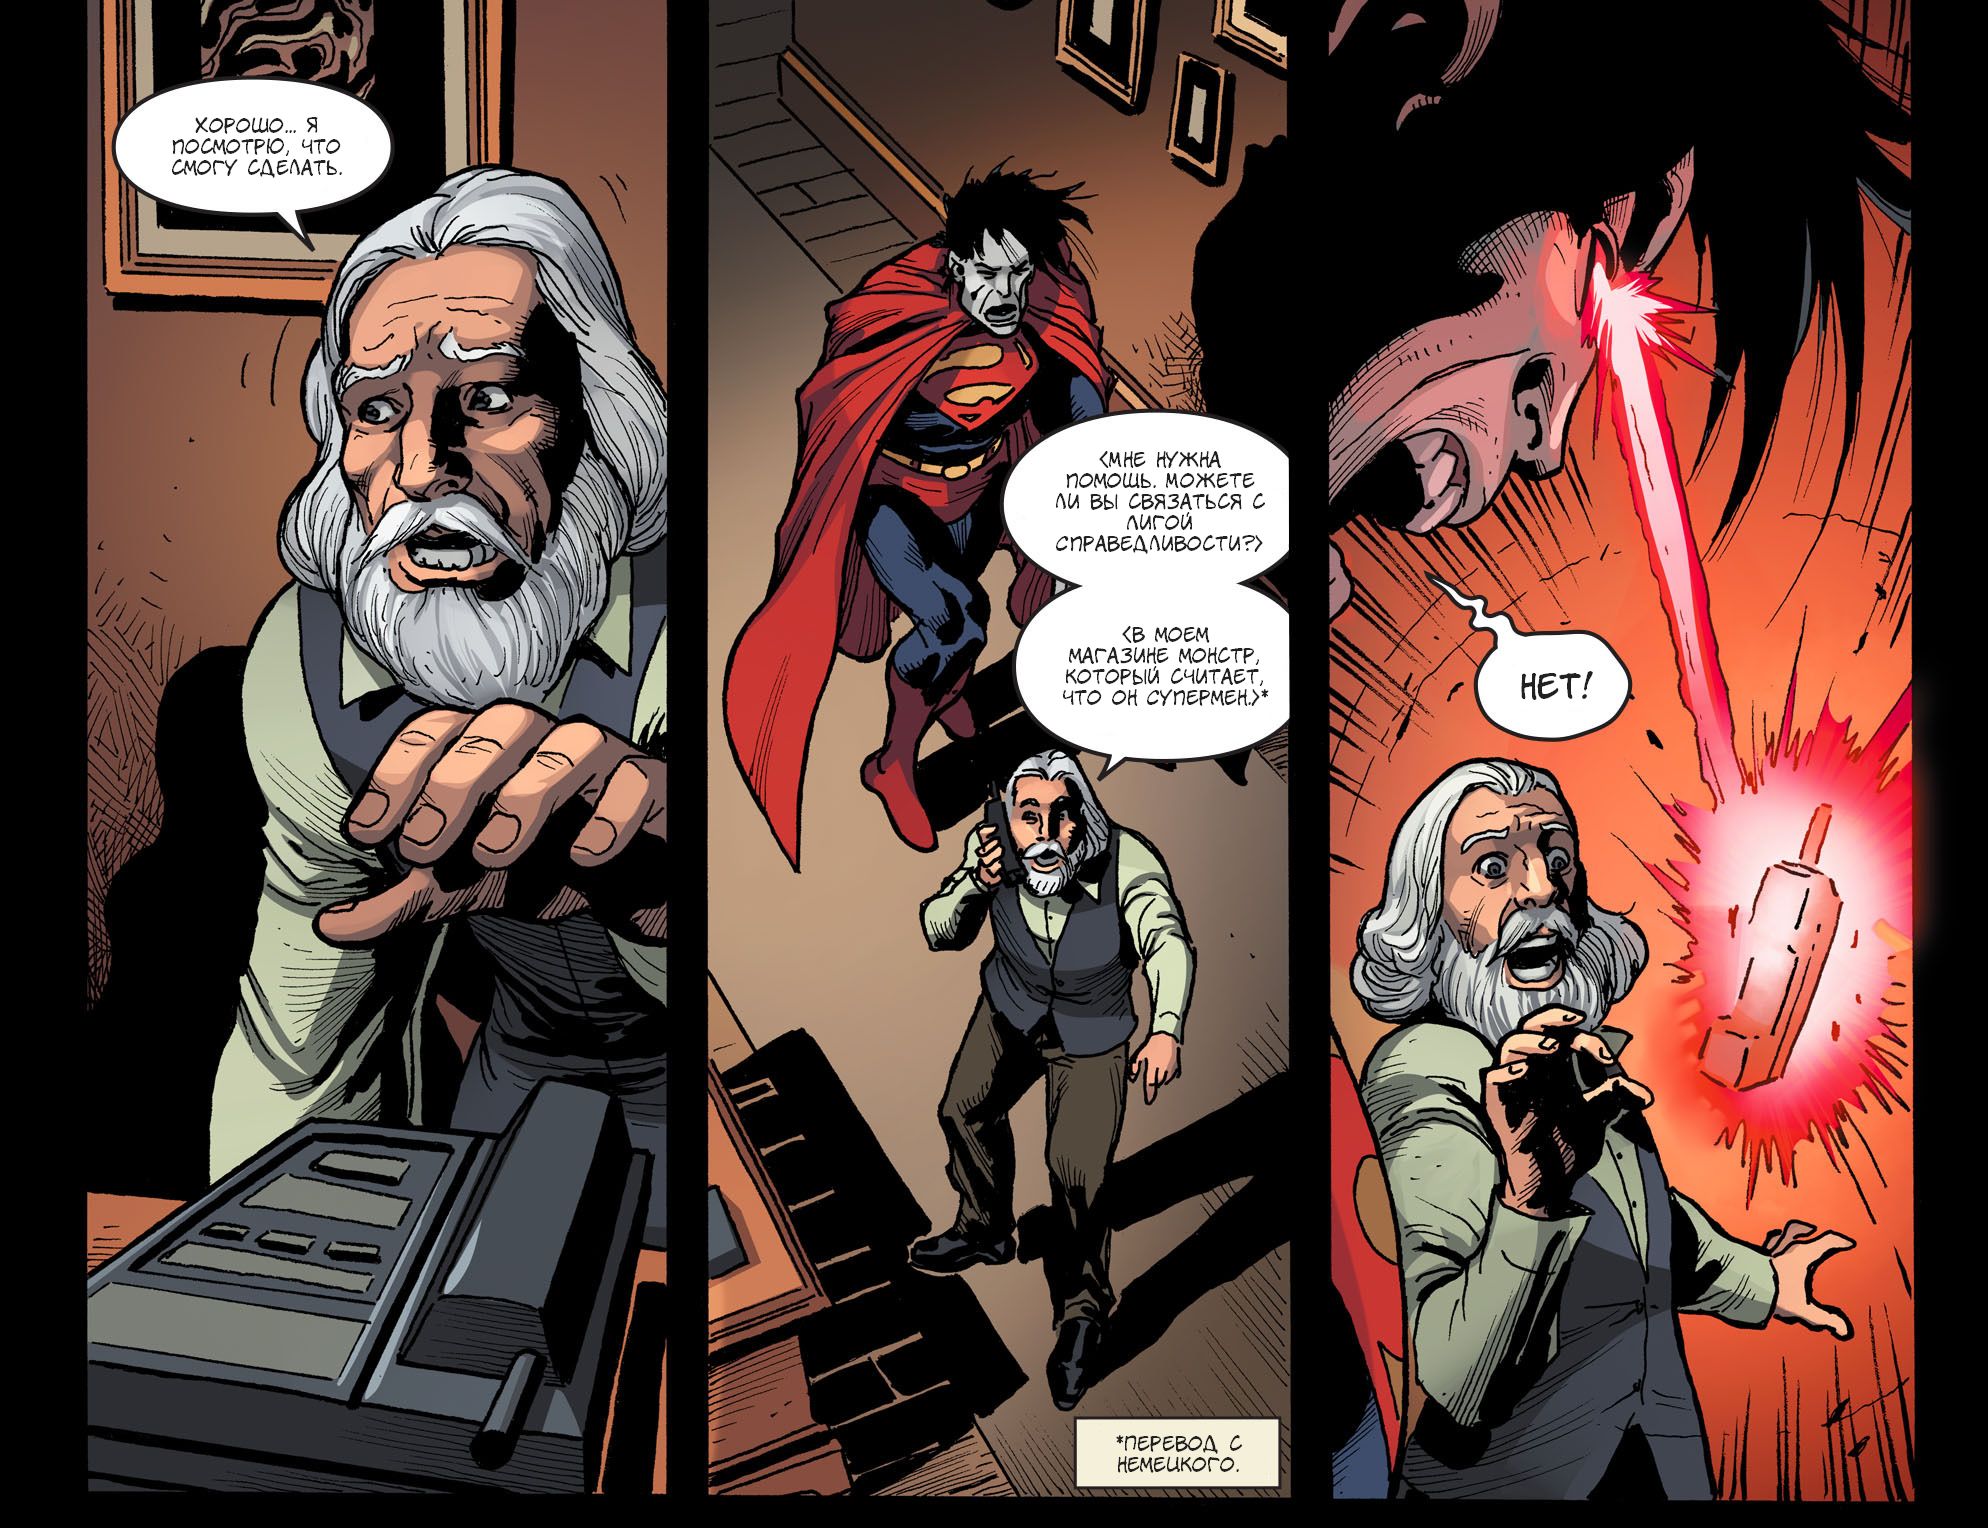 ХОРОШО... Я
ПОСМОТРЮ, ЧТО
СМОГУ СДЕЛАТЬ.
<МНЕ НУЖНА
ПОМОЩЬ. МОЖЕТЕ
ЛИ ВЫ СВЯЗАТЬСЯ С
ЛИГОЙ
СПРАВЕДЛИВОСТИ?>
<В МОЕМ
МАГАЗИНЕ МОНСТР,
КОТОРЫЙ СЧИТАЕТ,
ЧТО ОН СУПЕРМЕН.>*
*ПЕРЕВОД С
НЕМЕЦКОГО.
НЕТ!